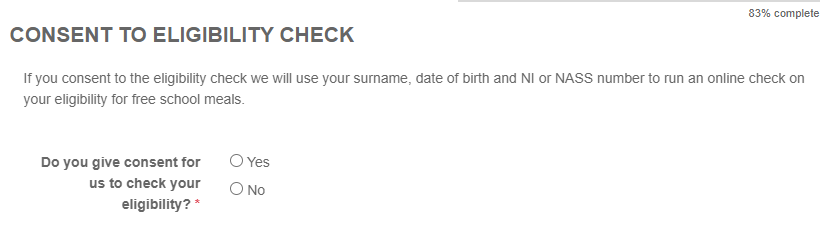 83% complete
CONSENT TO ELIGIBILITY CHECK
If you consent to the eligibility check we will use your surname, date of birth and NI or NASS number to run an online check on
your eligibility for free school meals.
Do you give consent for
us to check your
eligibility? *
Yes
No